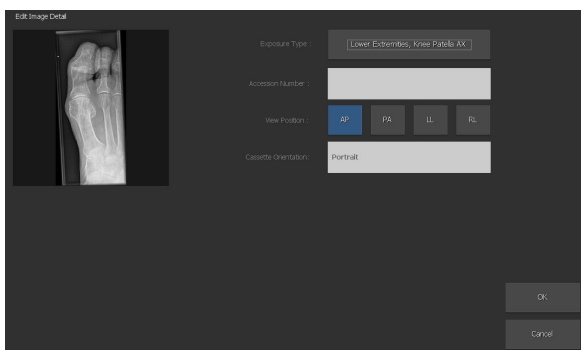 Edit Image Detail
Exposure Type :
Lower Extremities, Knee Patella AX
Accession Number :
View Position :
AP
PA
LL
RL
Cassette Orientation:
Portrait
OK
Cancel